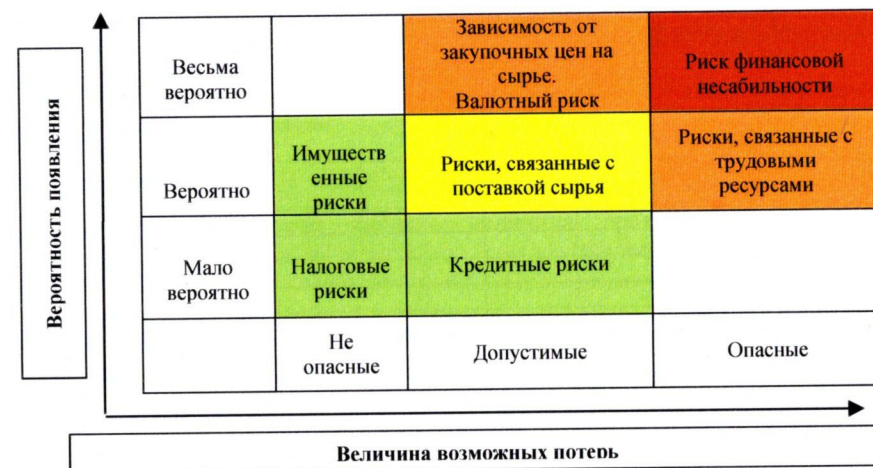 Вероятность появления
Весьма
вероятно
Зависимость от
закупочных цен на
сырье.
Валютный риск
Риск финансовой
несабильности
Вероятно
Имуществ
енные
риски
Риски, связанные с
поставкой сырья
Риски, связанные с
трудовыми
ресурсами
Мало
вероятно
Налоговые
риски
Кредитные риски
Не
опасные
Допустимые
Опасные
Величина возможных потерь